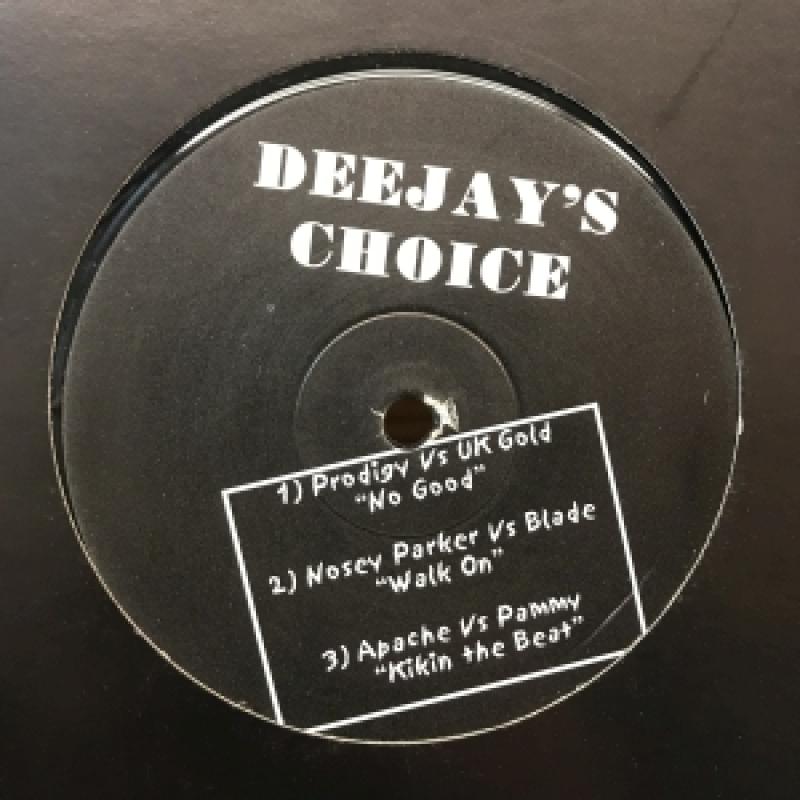 DEEJAY'S
CHOICE
1) Prodigy Vs UK Gold
"No Good"
2) Nosey Parker Vs Blade
"Walk On"
3) Apache Vs Pammy
"Kikin the Beat"